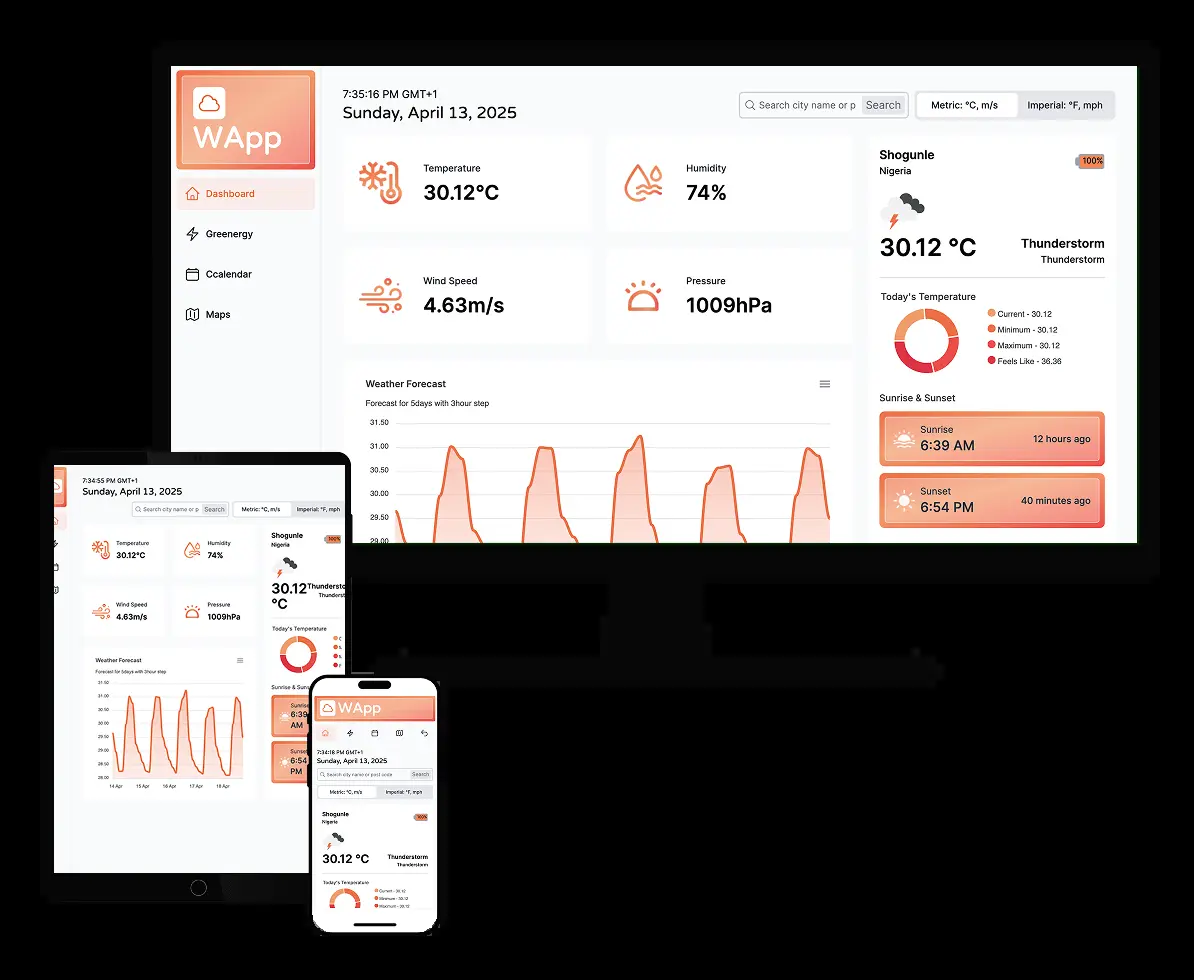 WApp
Dashboard
Greenergy
Ccalendar
Maps
7:35:16 PM GMT+1
Sunday, April 13, 2025
Search city name or p
Search
Metric: °C, m/s
Imperial: °F, mph
Temperature
30.12°C
Humidity
74%
Wind Speed
4.63m/s
Pressure
1009hPa
Weather Forecast
Forecast for 5days with 3hour step
31.50
31.00
30.50
30.00
29.50
29.00
Shogunle
Nigeria
100%
30.12 °C
Thunderstorm
Thunderstorm
Today's Temperature
Current - 30.12
Minimum - 30.12
Maximum - 30.12
Feels Like - 36.36
Sunrise & Sunset
Sunrise
6:39 AM
12 hours ago
Sunset
6:54 PM
40 minutes ago
7:34:55 PM GMT+1
Sunday, April 13, 2025
Search city name or p
Search
Metric: °C, m/s
Imperial: °F, mph
Temperature
30.12°C
Humidity
74%
Wind Speed
4.63m/s
Pressure
1009hPa
Weather Forecast
Forecast for 5days with 3hour step
31.50
31.00
30.50
30.00
29.50
29.00
28.50
28.00
14 Apr
15 Apr
16 Apr
17 Apr
18 Apr
Shogunle
Nigeria
100%
30.12
°C
Thundersto
Thunderst
Today's Temperature
C
M
F
Sunrise & Suns
Sunrise
6:39
AM
Sunset
6:54
PM
WApp
7:34:18 PM GMT+1
Sunday, April 13, 2025
Search city name or post code
Search
Metric: °C, m/s
Imperial: °F, mph
Shogunle
Nigeria
100%
30.12 °C
Thunderstorm
Thunderstorm
Today's Temperature
Current - 30.12
Minimum - 30.12
Maximum - 30.12